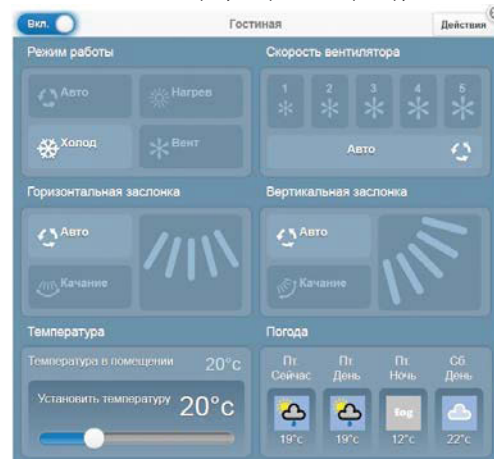 Вкл.
Гостиная
Действия
Режим работы
Авто
Нагрев
Холод
Вент
Скорость вентилятора
1 2 3 4 5
Авто
Горизонтальная заслонка
Авто
Качание
Вертикальная заслонка
Авто
Качание
Температура
Температура в помещении 20°c
Установить температуру 20°c
Погода
Пт. Пт. Пт. Сб.
Сейчас День Ночь День
fog
19°c 19°c 12°c 22°c